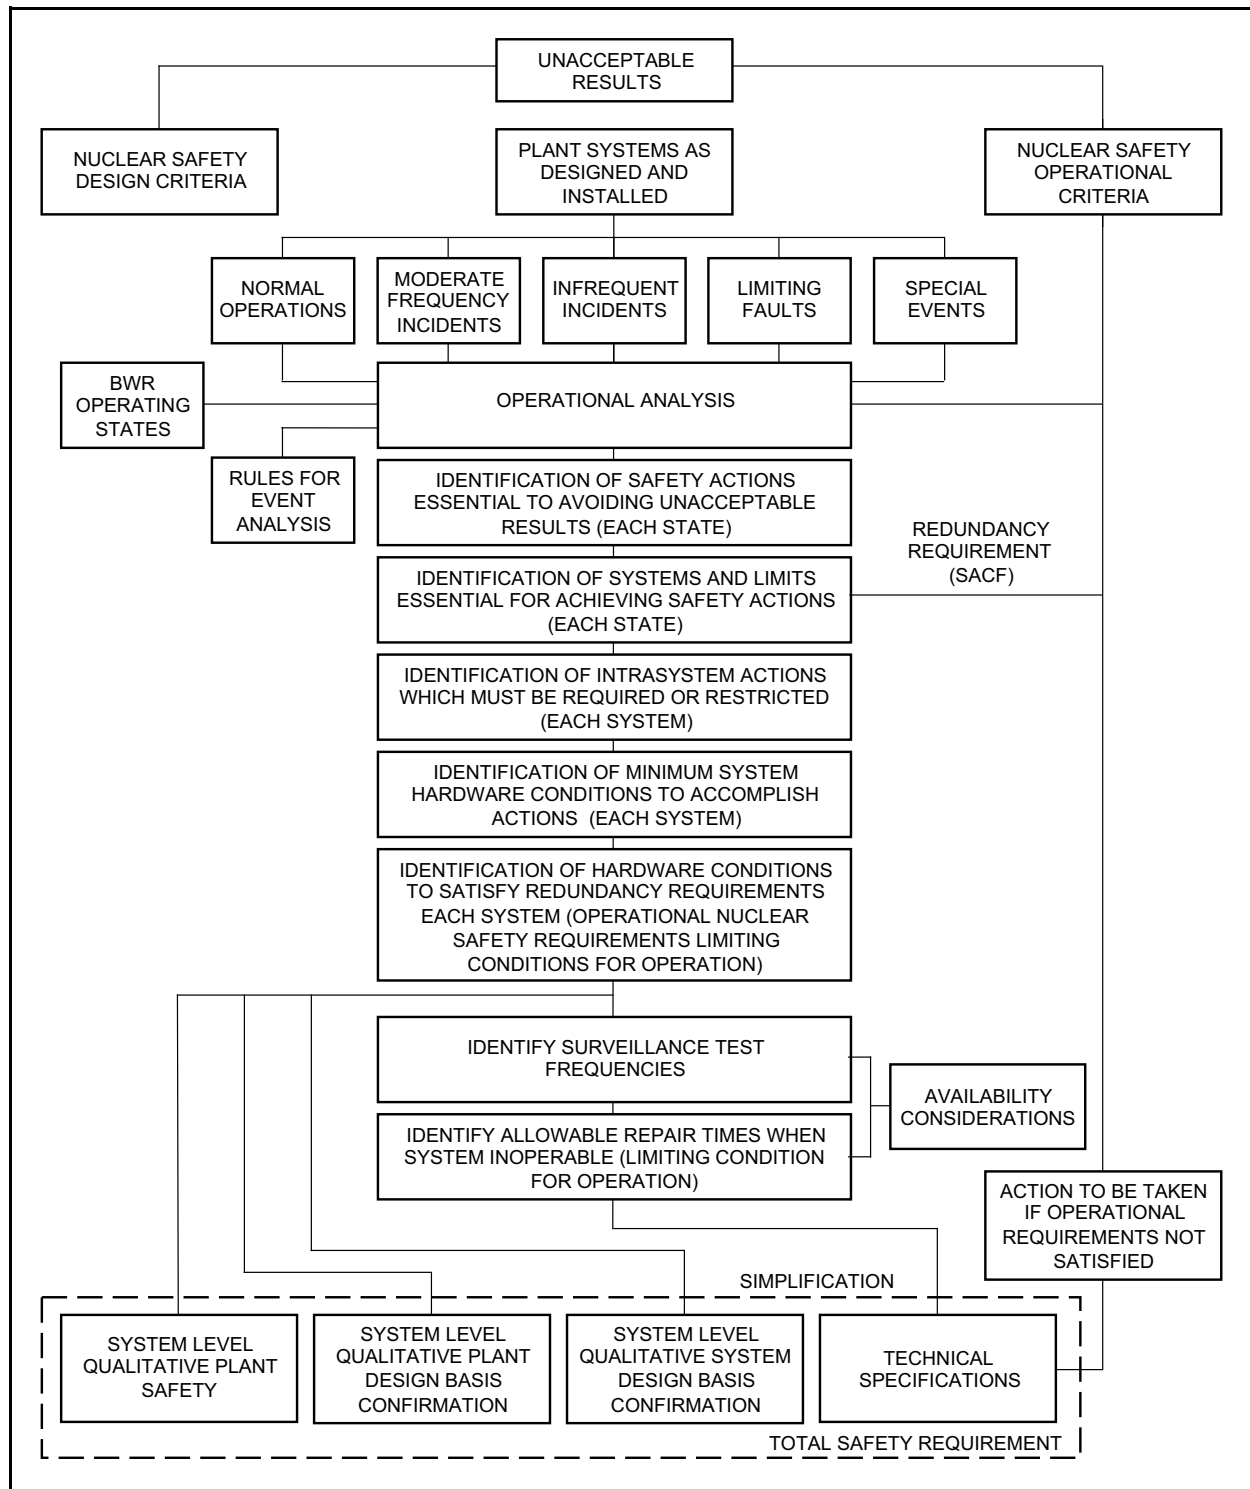 UNACCEPTABLE
RESULTS
NUCLEAR SAFETY
DESIGN CRITERIA
PLANT SYSTEMS AS
DESIGNED AND
INSTALLED
NUCLEAR SAFETY
OPERATIONAL
CRITERIA
NORMAL
OPERATIONS
MODERATE
FREQUENCY
INCIDENTS
INFREQUENT
INCIDENTS
LIMITING
FAULTS
SPECIAL
EVENTS
BWR
OPERATING
STATES
OPERATIONAL ANALYSIS
RULES FOR
EVENT
ANALYSIS
IDENTIFICATION OF SAFETY ACTIONS
ESSENTIAL TO AVOIDING UNACCEPTABLE
RESULTS (EACH STATE)
REDUNDANCY
REQUIREMENT
(SACF)
IDENTIFICATION OF SYSTEMS AND LIMITS
ESSENTIAL FOR ACHIEVING SAFETY ACTIONS
(EACH STATE)
IDENTIFICATION OF INTRASYSTEM ACTIONS
WHICH MUST BE REQUIRED OR RESTRICTED
(EACH SYSTEM)
IDENTIFICATION OF MINIMUM SYSTEM
HARDWARE CONDITIONS TO ACCOMPLISH
ACTIONS (EACH SYSTEM)
IDENTIFICATION OF HARDWARE CONDITIONS
TO SATISFY REDUNDANCY REQUIREMENTS
EACH SYSTEM (OPERATIONAL NUCLEAR
SAFETY REQUIREMENTS LIMITING
CONDITIONS FOR OPERATION)
IDENTIFY SURVEILLANCE TEST
FREQUENCIES
AVAILABILITY
CONSIDERATIONS
IDENTIFY ALLOWABLE REPAIR TIMES WHEN
SYSTEM INOPERABLE (LIMITING CONDITION
FOR OPERATION)
ACTION TO BE TAKEN
IF OPERATIONAL
REQUIREMENTS NOT
SATISFIED
SIMPLIFICATION
SYSTEM LEVEL
QUALITATIVE PLANT
SAFETY
SYSTEM LEVEL
QUALITATIVE PLANT
DESIGN BASIS
CONFIRMATION
SYSTEM LEVEL
QUALITATIVE SYSTEM
DESIGN BASIS
CONFIRMATION
TECHNICAL
SPECIFICATIONS
TOTAL SAFETY REQUIREMENT